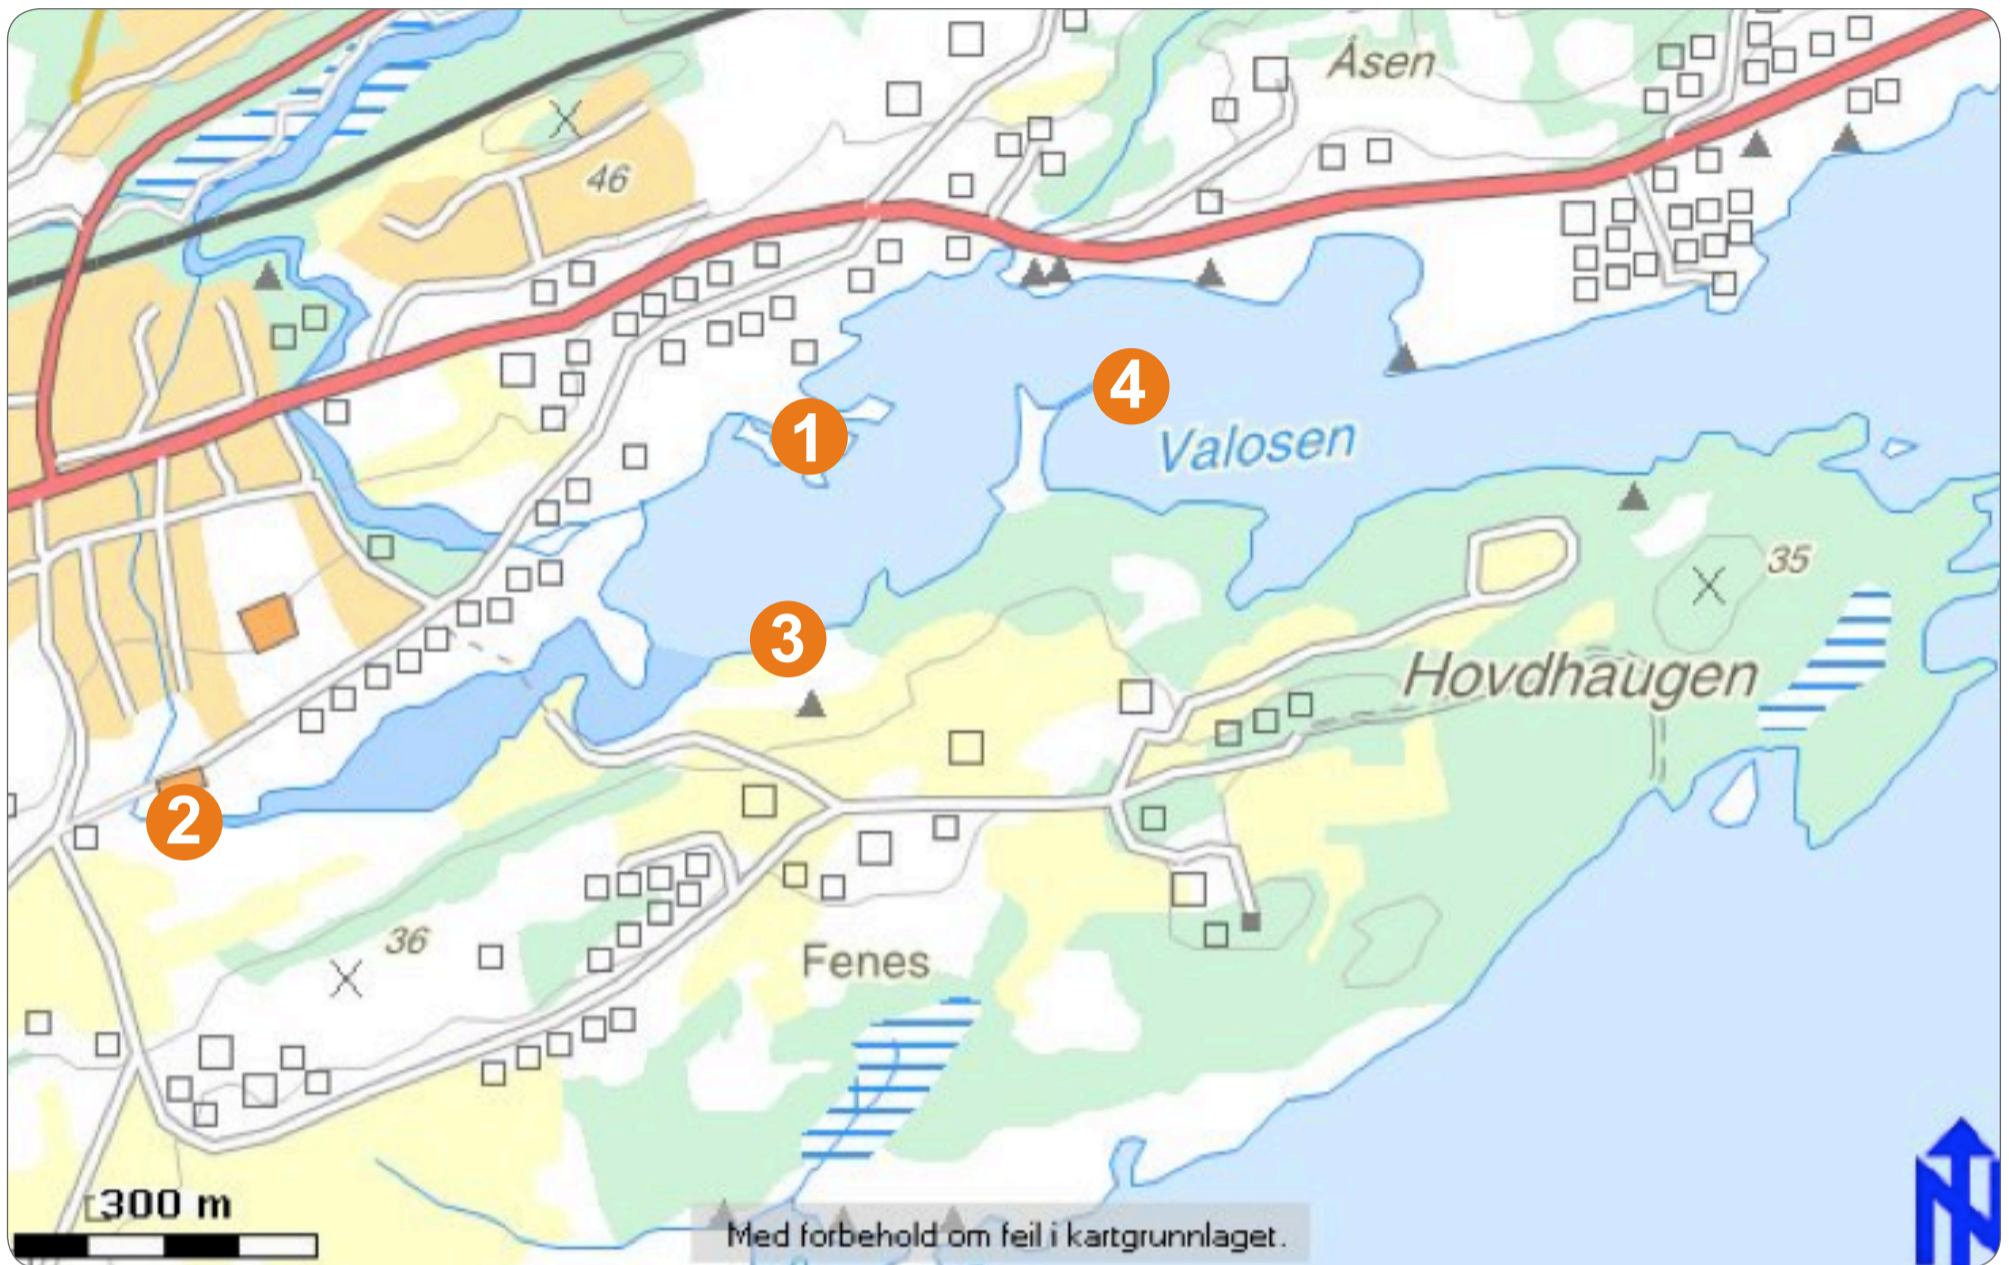 Åsen
46
4
1
Valosen
35
3
Hovdhaugen
2
36
Fenes
300 m
N
Med forbehold om feil i kartgrunnlaget.